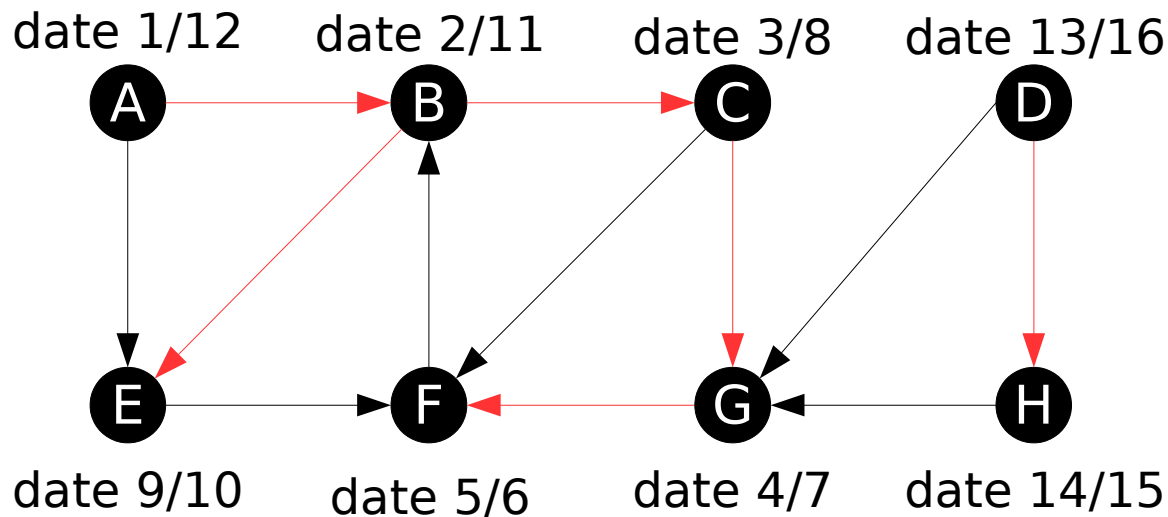 date 1/12 date 2/11 date 3/8 date 13/16
A B C D
E F G H
date 9/10 date 5/6 date 4/7 date 14/15